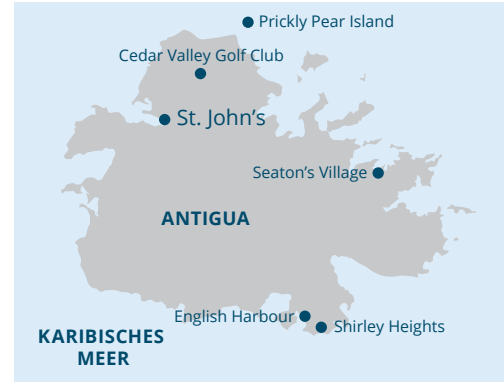 Prickly Pear Island
Cedar Valley Golf Club
St. John's
Seaton's Village
ANTIGUA
English Harbour
Shirley Heights
KARIBISCHES
MEER